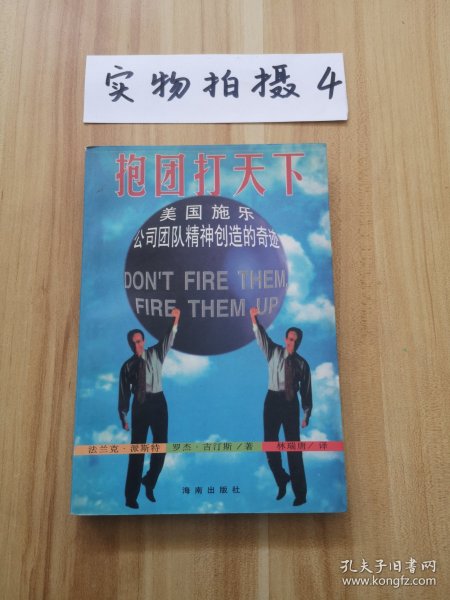 实物拍摄4
抱团打天下
美国施乐
公司团队精神创造的奇迹
DON'T FIRE THEM,
FIRE THEM UP
法兰克·派斯特 罗杰·古汀斯/著 林瑞唐/译
海南出版社
孔夫子旧书网
www.kongfz.com